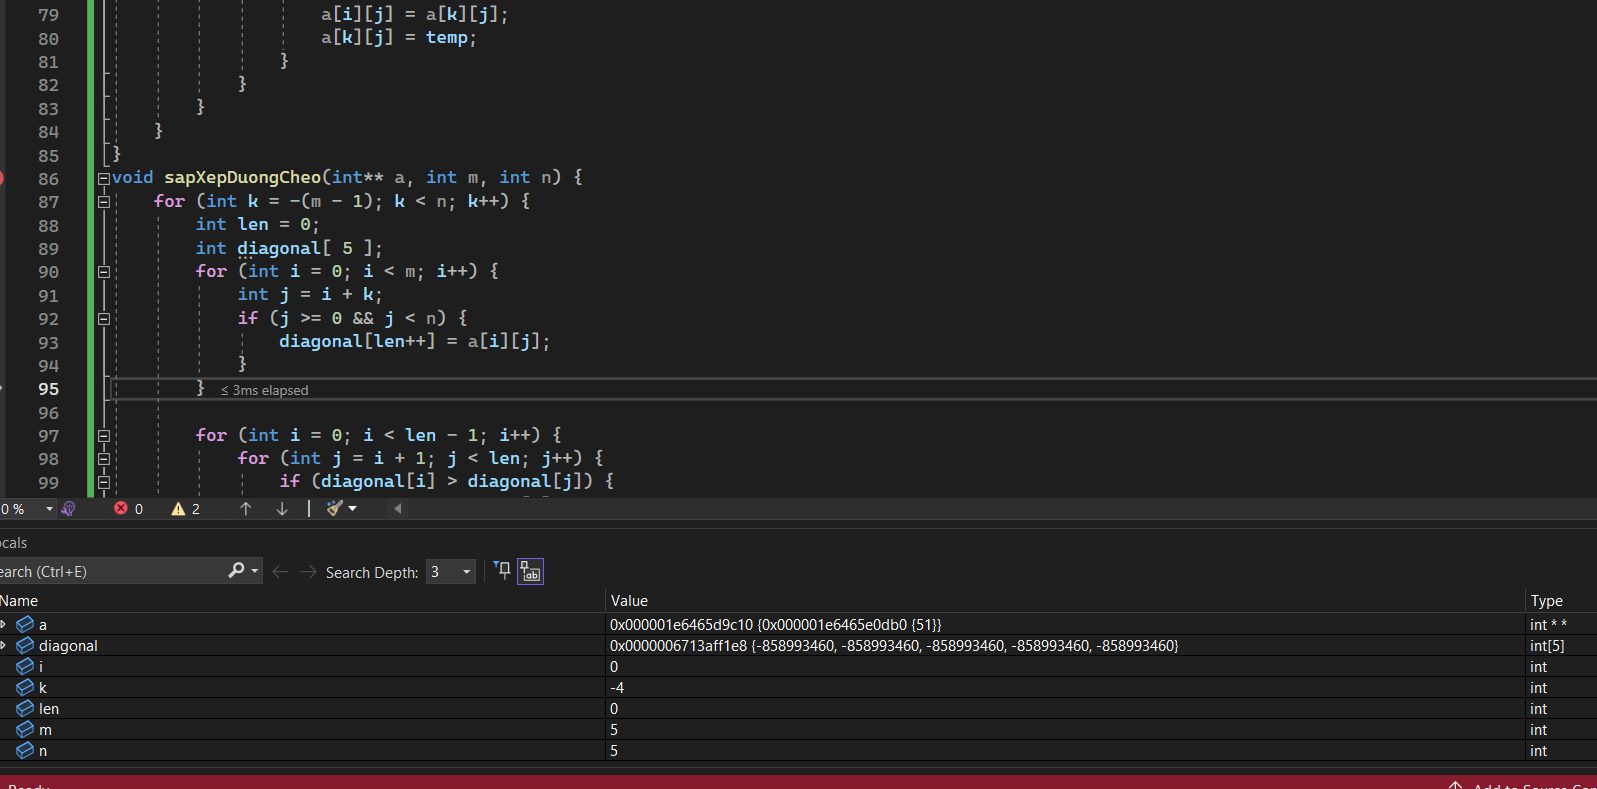 79 a[i][j] = a[k][j];
80 a[k][j] = temp;
81 }
82 }
83 }
84 }
85 }
86 void sapXepDuongCheo(int** a, int m, int n) {
87 for (int k = -(m - 1); k < n; k++) {
88 int len = 0;
89 int diagonal[ 5 ];
90 for (int i = 0; i < m; i++) {
91 int j = i + k;
92 if (j >= 0 && j < n) {
93 diagonal[len++] = a[i][j];
94 }
95 } ≤ 3ms elapsed
96
97 for (int i = 0; i < len - 1; i++) {
98 for (int j = i + 1; j < len; j++) {
99 if (diagonal[i] > diagonal[j]) {
0 % 0 2
ocals
earch (Ctrl+E) Search Depth: 3
Name Value Type
a 0x000001e6465d9c10 {0x000001e6465e0db0 {51}} int * *
diagonal 0x0000006713aff1e8 {-858993460, -858993460, -858993460, -858993460, -858993460} int[5]
i 0 int
k -4 int
len 0 int
m 5 int
n 5 int
Ready Add to Source Con